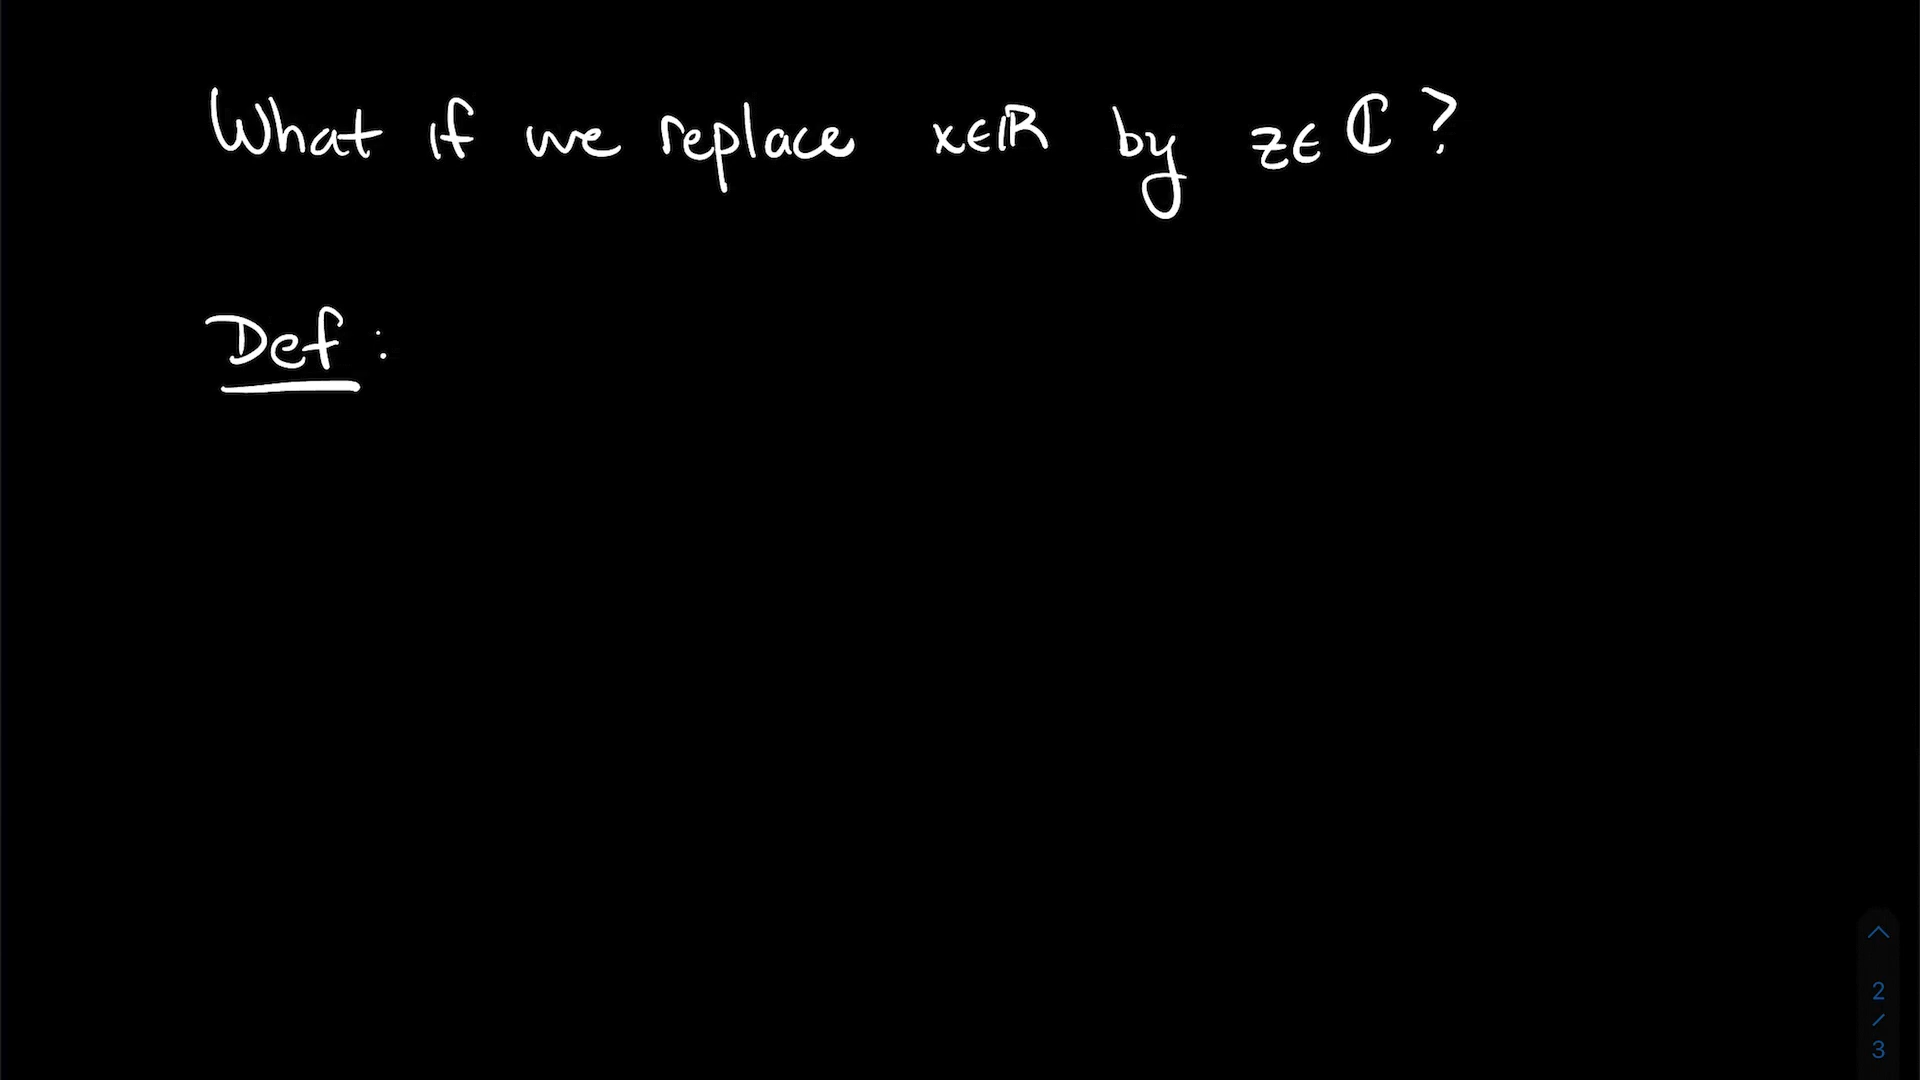 What if we replace x∈ℝ by z∈ ℂ ?
Def :
2
/
3